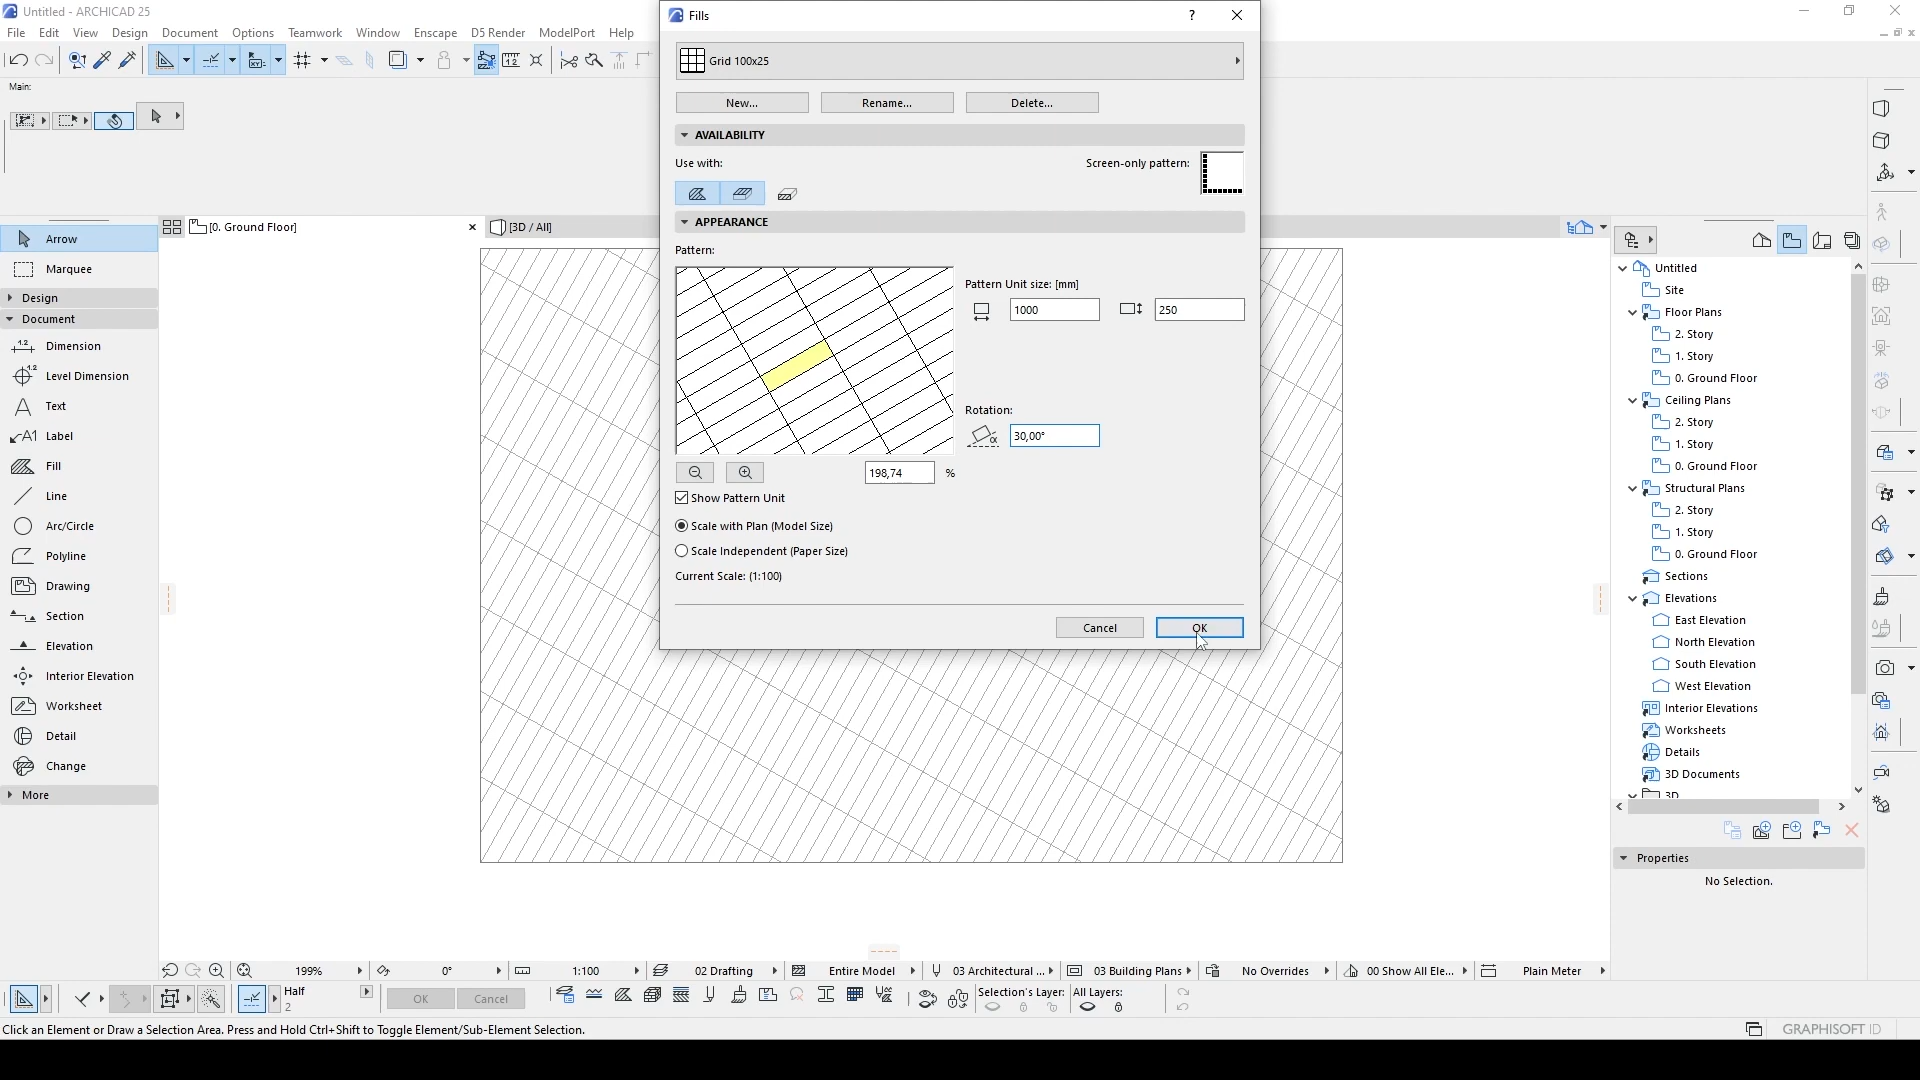 Untitled - ARCHICAD 25
File Edit View Design Document Options Teamwork Window Enscape D5 Render ModelPort Help
Main:
[0. Ground Floor]
[3D / All]
Arrow
Marquee
Design
Document
Dimension
Level Dimension
Text
Label
Fill
Line
Arc/Circle
Polyline
Drawing
Section
Elevation
Interior Elevation
Worksheet
Detail
Change
More
Fills
Grid 100x25
New... Rename... Delete...
AVAILABILITY
Use with: Screen-only pattern:
APPEARANCE
Pattern:
Pattern Unit size: [mm]
1000 250
Rotation:
30,00°
198,74 %
Show Pattern Unit
Scale with Plan (Model Size)
Scale Independent (Paper Size)
Current Scale: (1:100)
Cancel OK
Untitled
Site
Floor Plans
2. Story
1. Story
0. Ground Floor
Ceiling Plans
2. Story
1. Story
0. Ground Floor
Structural Plans
2. Story
1. Story
0. Ground Floor
Sections
Elevations
East Elevation
North Elevation
South Elevation
West Elevation
Interior Elevations
Worksheets
Details
3D Documents
3D
Properties
No Selection.
199% 0° 1:100 02 Drafting Entire Model 03 Architectural ... 03 Building Plans No Overrides 00 Show All Ele... Plain Meter
Half
2
OK Cancel
Selection's Layer: All Layers:
Click an Element or Draw a Selection Area. Press and Hold Ctrl+Shift to Toggle Element/Sub-Element Selection.
GRAPHISOFT ID